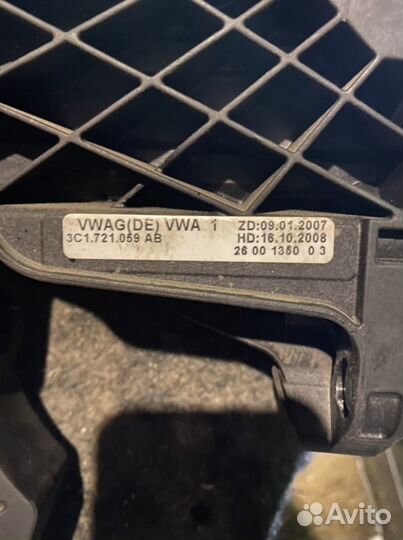 VWAG(DE) VWA 1 ZD:09.01.2007
3C1.721.059 AB HD:16.10.2008
26 00 1350 0 3
Avito